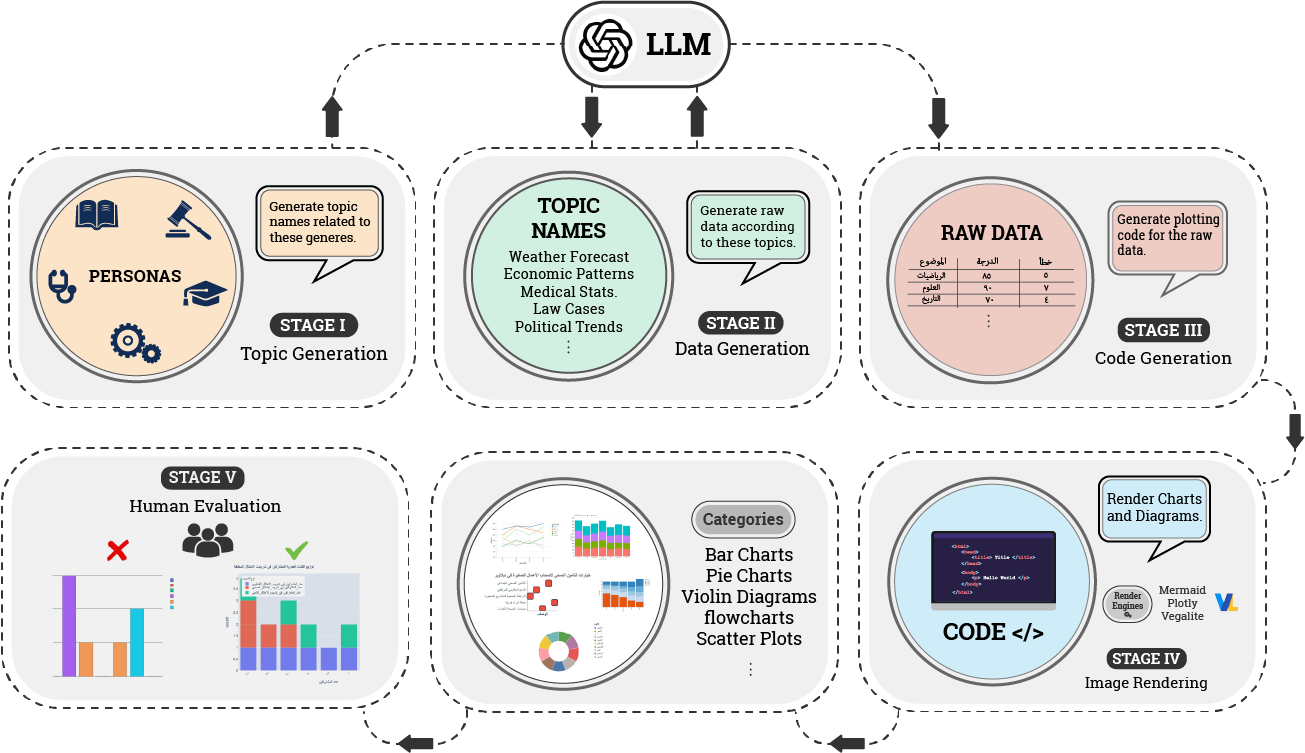 LLM
Generate topic
names related to
these generes.
PERSONAS
STAGE I
Topic Generation
TOPIC
NAMES
Weather Forecast
Economic Patterns
Medical Stats.
Law Cases
Political Trends
Generate raw
data according
to these topics.
STAGE II
Data Generation
RAW DATA
الموضوع الدرجة خطأ
الرياضيات ٨٥ ٥
العلوم ٩٠ ٧
التاريخ ٧٠ ٤
Generate plotting
code for the raw
data.
STAGE III
Code Generation
STAGE V
Human Evaluation
Categories
Bar Charts
Pie Charts
Violin Diagrams
flowcharts
Scatter Plots
Render Charts
and Diagrams.
<html>
<head>
<title> Title </title>
</head>
<body>
<p> Hello World </p>
</body>
</html>
CODE </>
Render
Engines
Mermaid
Plotly
Vegalite
VL
STAGE IV
Image Rendering